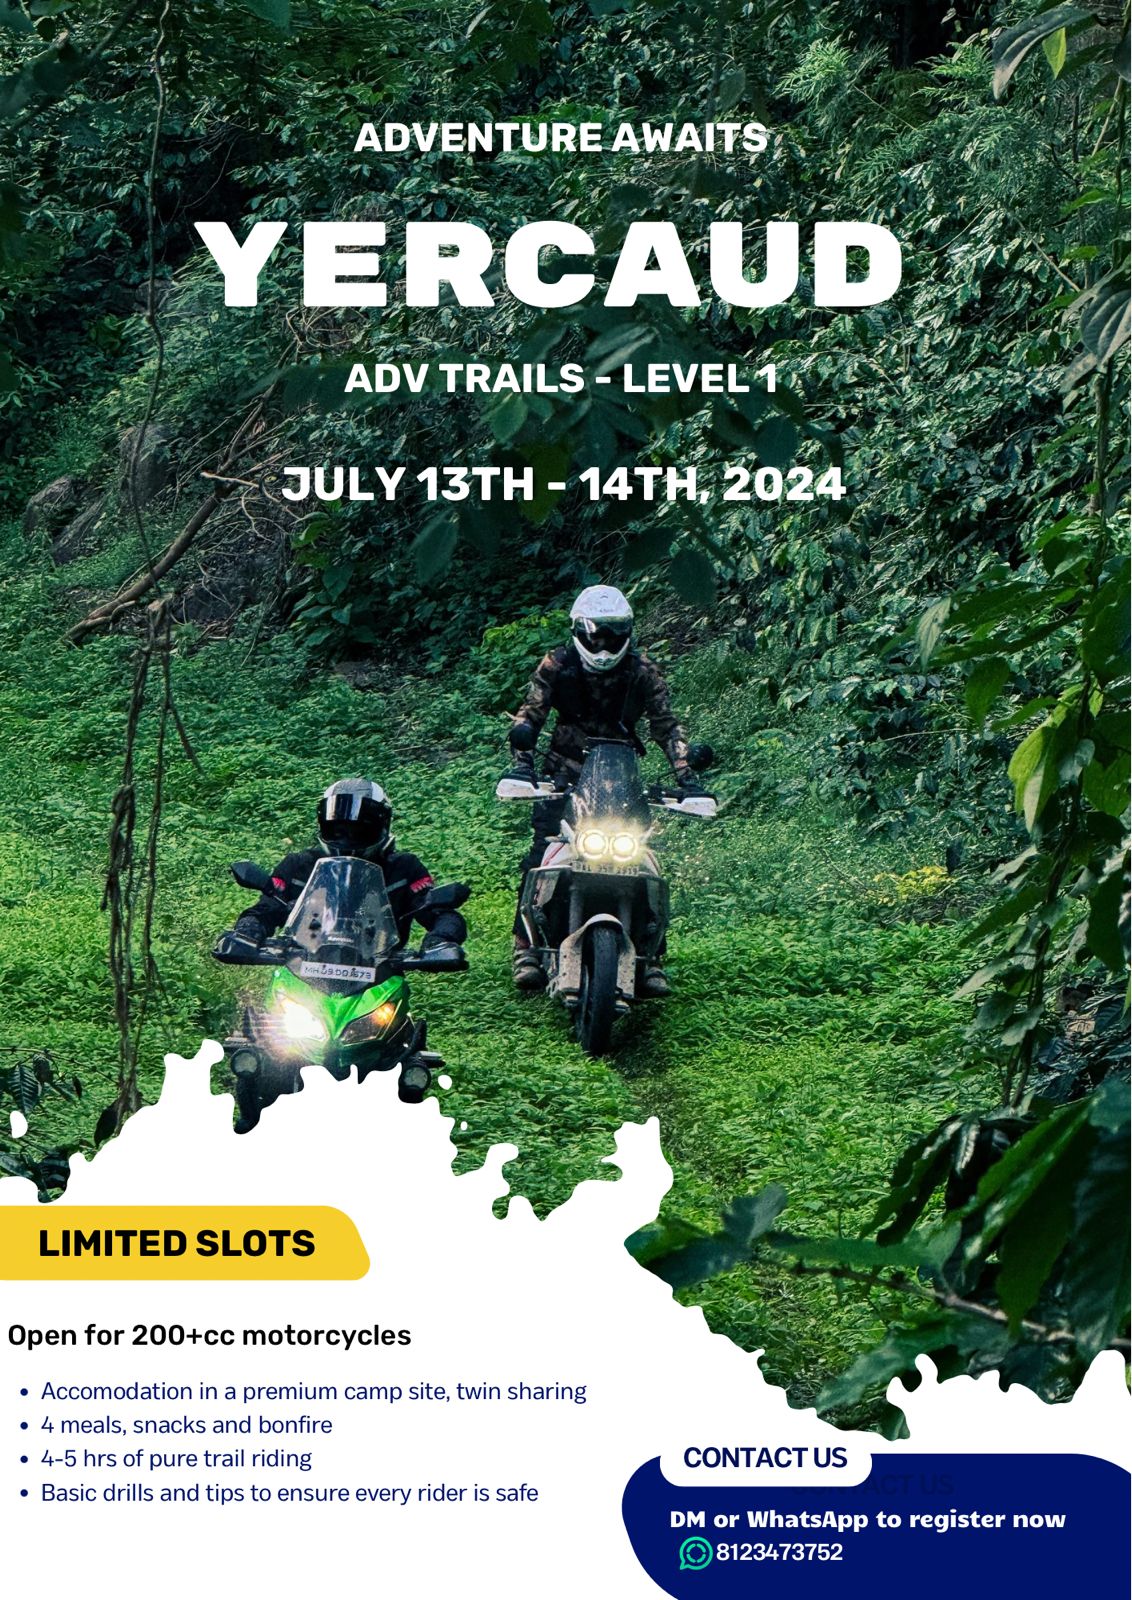 ADVENTURE AWAITS
YERCAUD
ADV TRAILS - LEVEL 1
JULY 13TH - 14TH, 2024
LIMITED SLOTS
Open for 200+cc motorcycles
• Accomodation in a premium camp site, twin sharing
• 4 meals, snacks and bonfire
• 4-5 hrs of pure trail riding
• Basic drills and tips to ensure every rider is safe
CONTACT US
CONTACT US
DM or WhatsApp to register now
8123473752